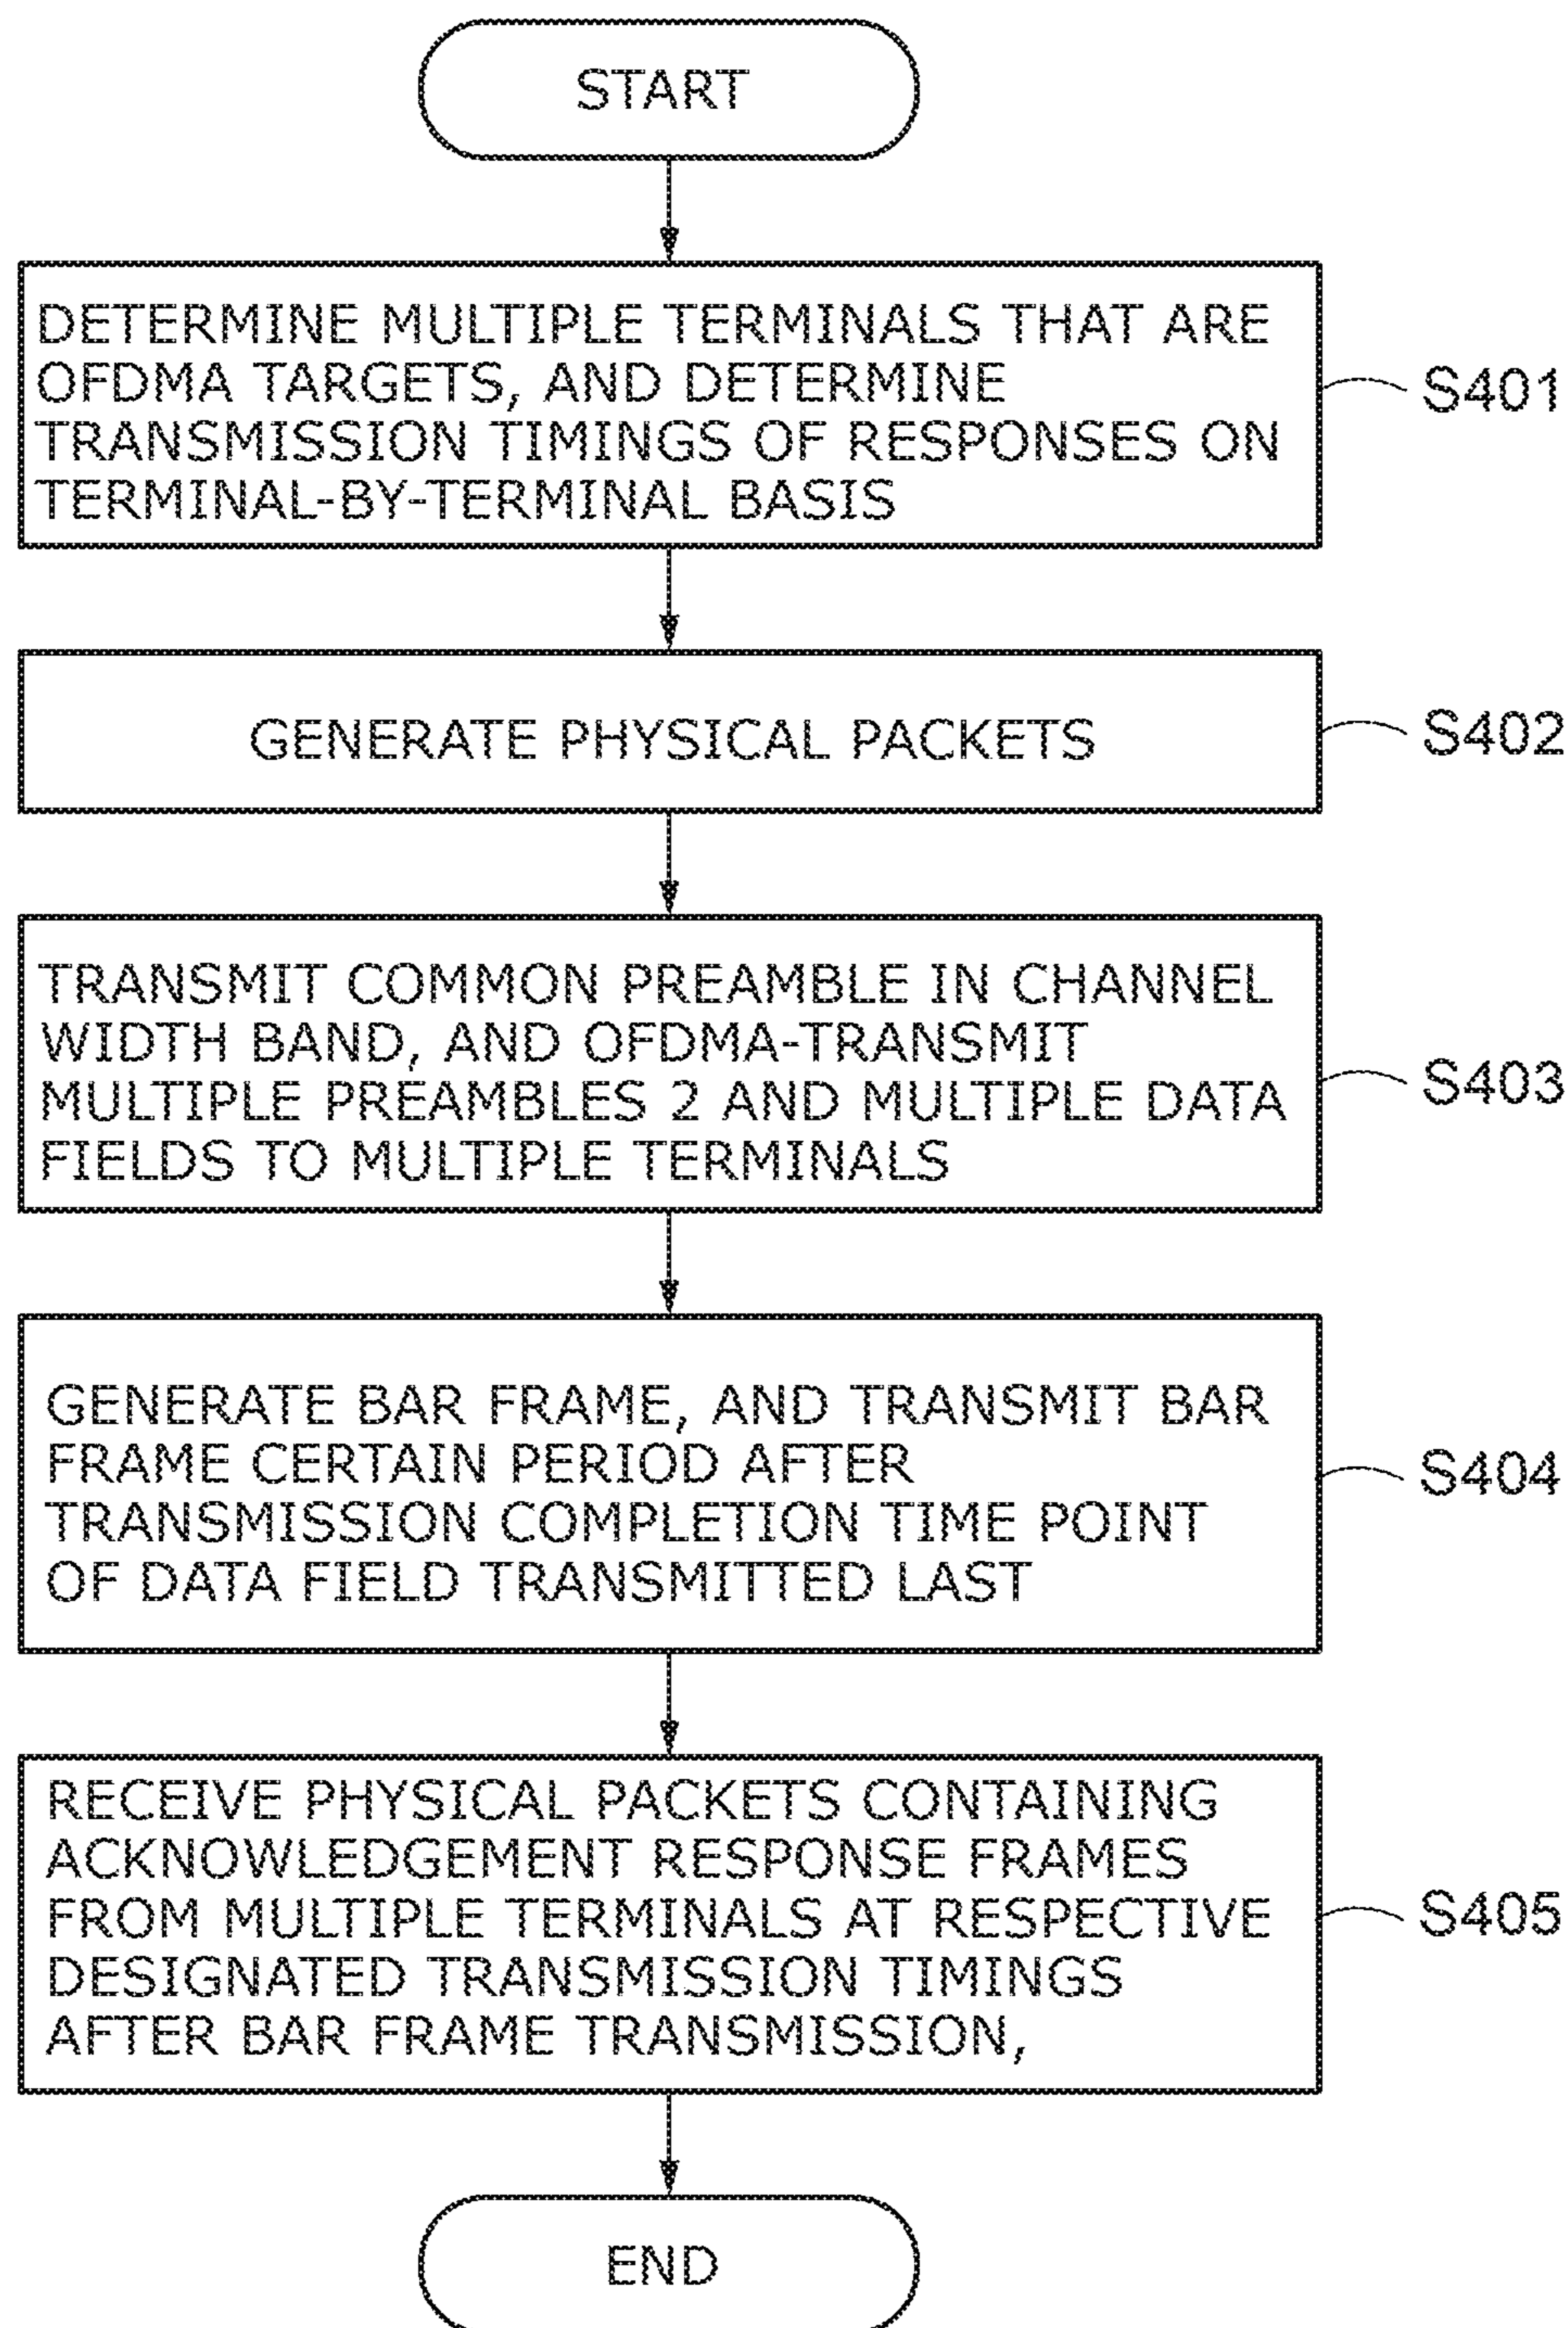 START
DETERMINE MULTIPLE TERMINALS THAT ARE
OFDMA TARGETS, AND DETERMINE
TRANSMISSION TIMINGS OF RESPONSES ON
TERMINAL-BY-TERMINAL BASIS
S401
GENERATE PHYSICAL PACKETS
S402
TRANSMIT COMMON PREAMBLE IN CHANNEL
WIDTH BAND, AND OFDMA-TRANSMIT
MULTIPLE PREAMBLES 2 AND MULTIPLE DATA
FIELDS TO MULTIPLE TERMINALS
S403
GENERATE BAR FRAME, AND TRANSMIT BAR
FRAME CERTAIN PERIOD AFTER
TRANSMISSION COMPLETION TIME POINT
OF DATA FIELD TRANSMITTED LAST
S404
RECEIVE PHYSICAL PACKETS CONTAINING
ACKNOWLEDGEMENT RESPONSE FRAMES
FROM MULTIPLE TERMINALS AT RESPECTIVE
DESIGNATED TRANSMISSION TIMINGS
AFTER BAR FRAME TRANSMISSION,
S405
END